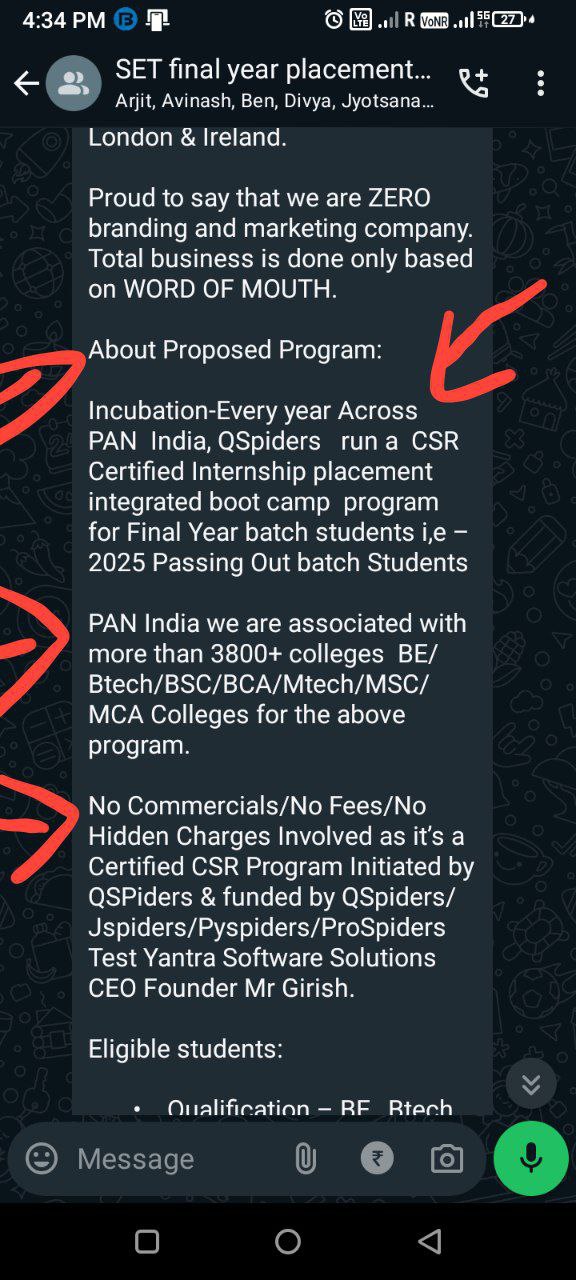 4:34 PM
Vo LTE R VoNR 5G 27
SET final year placement...
Arjit, Avinash, Ben, Divya, Jyotsana...
London & Ireland.
Proud to say that we are ZERO
branding and marketing company.
Total business is done only based
on WORD OF MOUTH.
About Proposed Program:
Incubation-Every year Across
PAN India, QSpiders run a CSR
Certified Internship placement
integrated boot camp program
for Final Year batch students i,e –
2025 Passing Out batch Students
PAN India we are associated with
more than 3800+ colleges BE/
Btech/BSC/BCA/Mtech/MSC/
MCA Colleges for the above
program.
No Commercials/No Fees/No
Hidden Charges Involved as it's a
Certified CSR Program Initiated by
QSPiders & funded by QSpiders/
Jspiders/Pyspiders/ProSpiders
Test Yantra Software Solutions
CEO Founder Mr Girish.
Eligible students:
• Qualification – BE Btech
Message